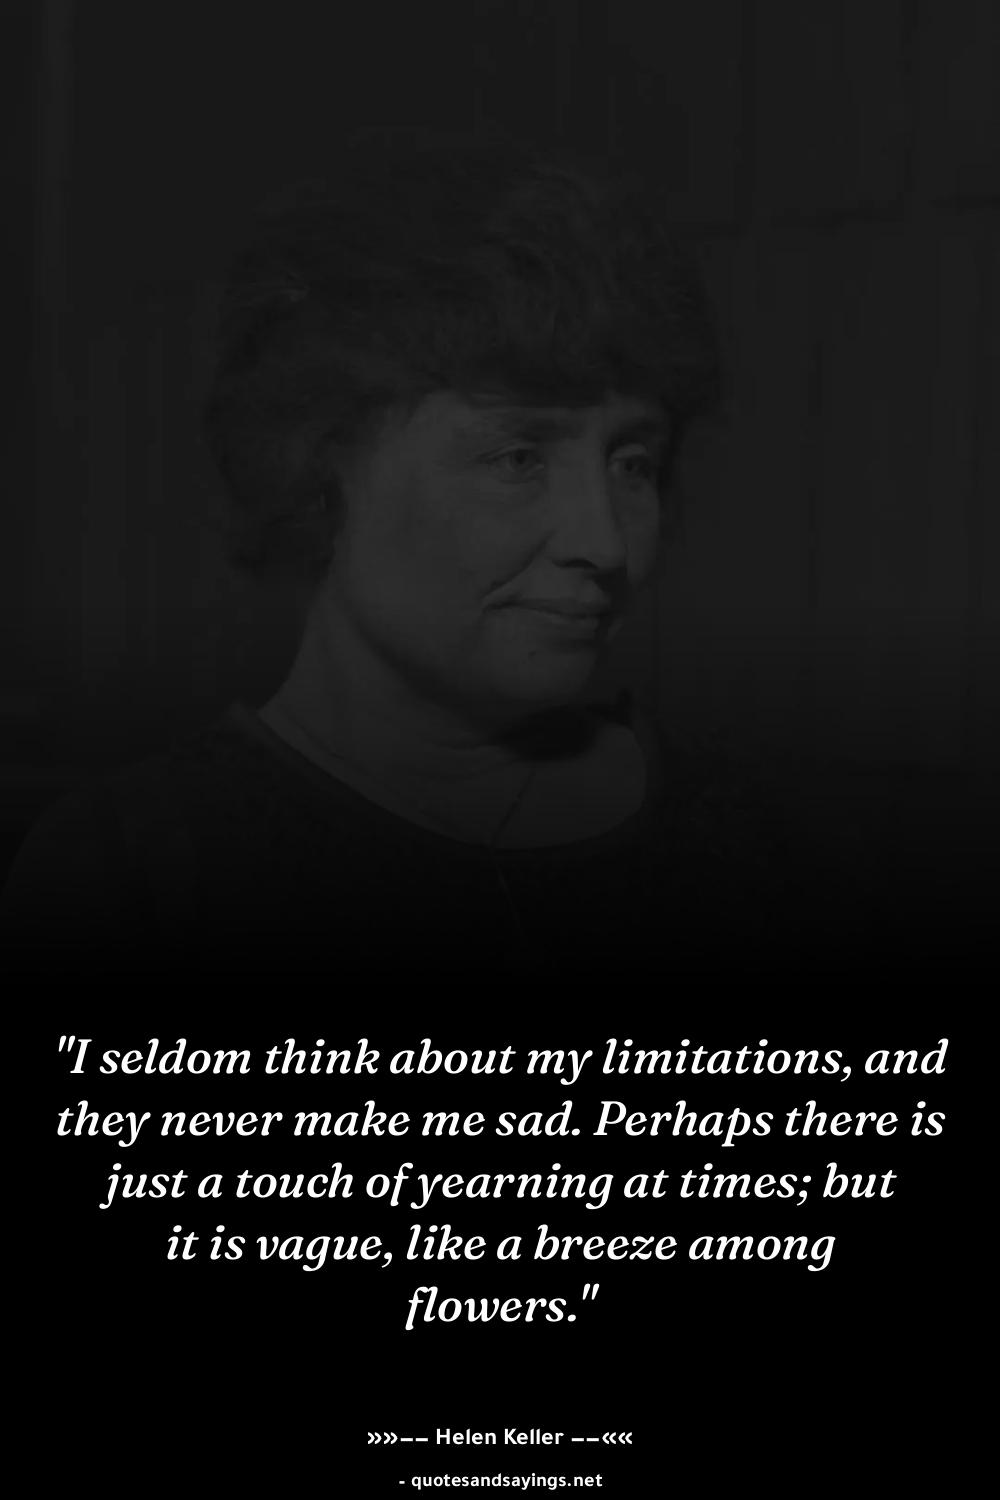 "I seldom think about my limitations, and
they never make me sad. Perhaps there is
just a touch of yearning at times; but
it is vague, like a breeze among
flowers."
»»–– Helen Keller ––««
- quotesandsayings.net